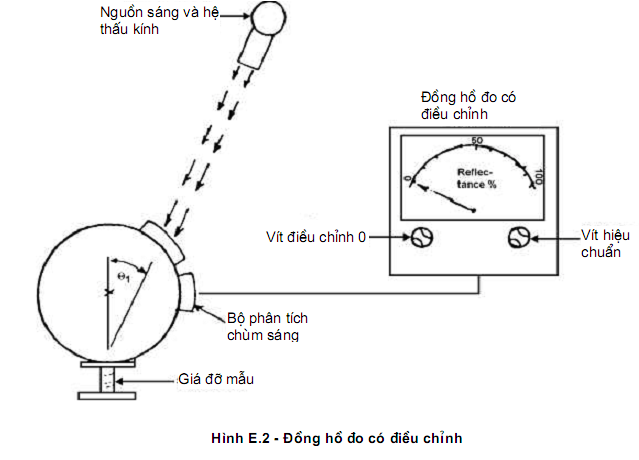 Nguồn sáng và hệ
thấu kính
Đồng hồ đo có
điều chỉnh
0
50
100
Reflec-
tance %
Vít điều chỉnh 0
Vít hiệu
chuẩn
Θ1
Bộ phân tích
chùm sáng
Giá đỡ mẫu
Hình E.2 - Đồng hồ đo có điều chỉnh